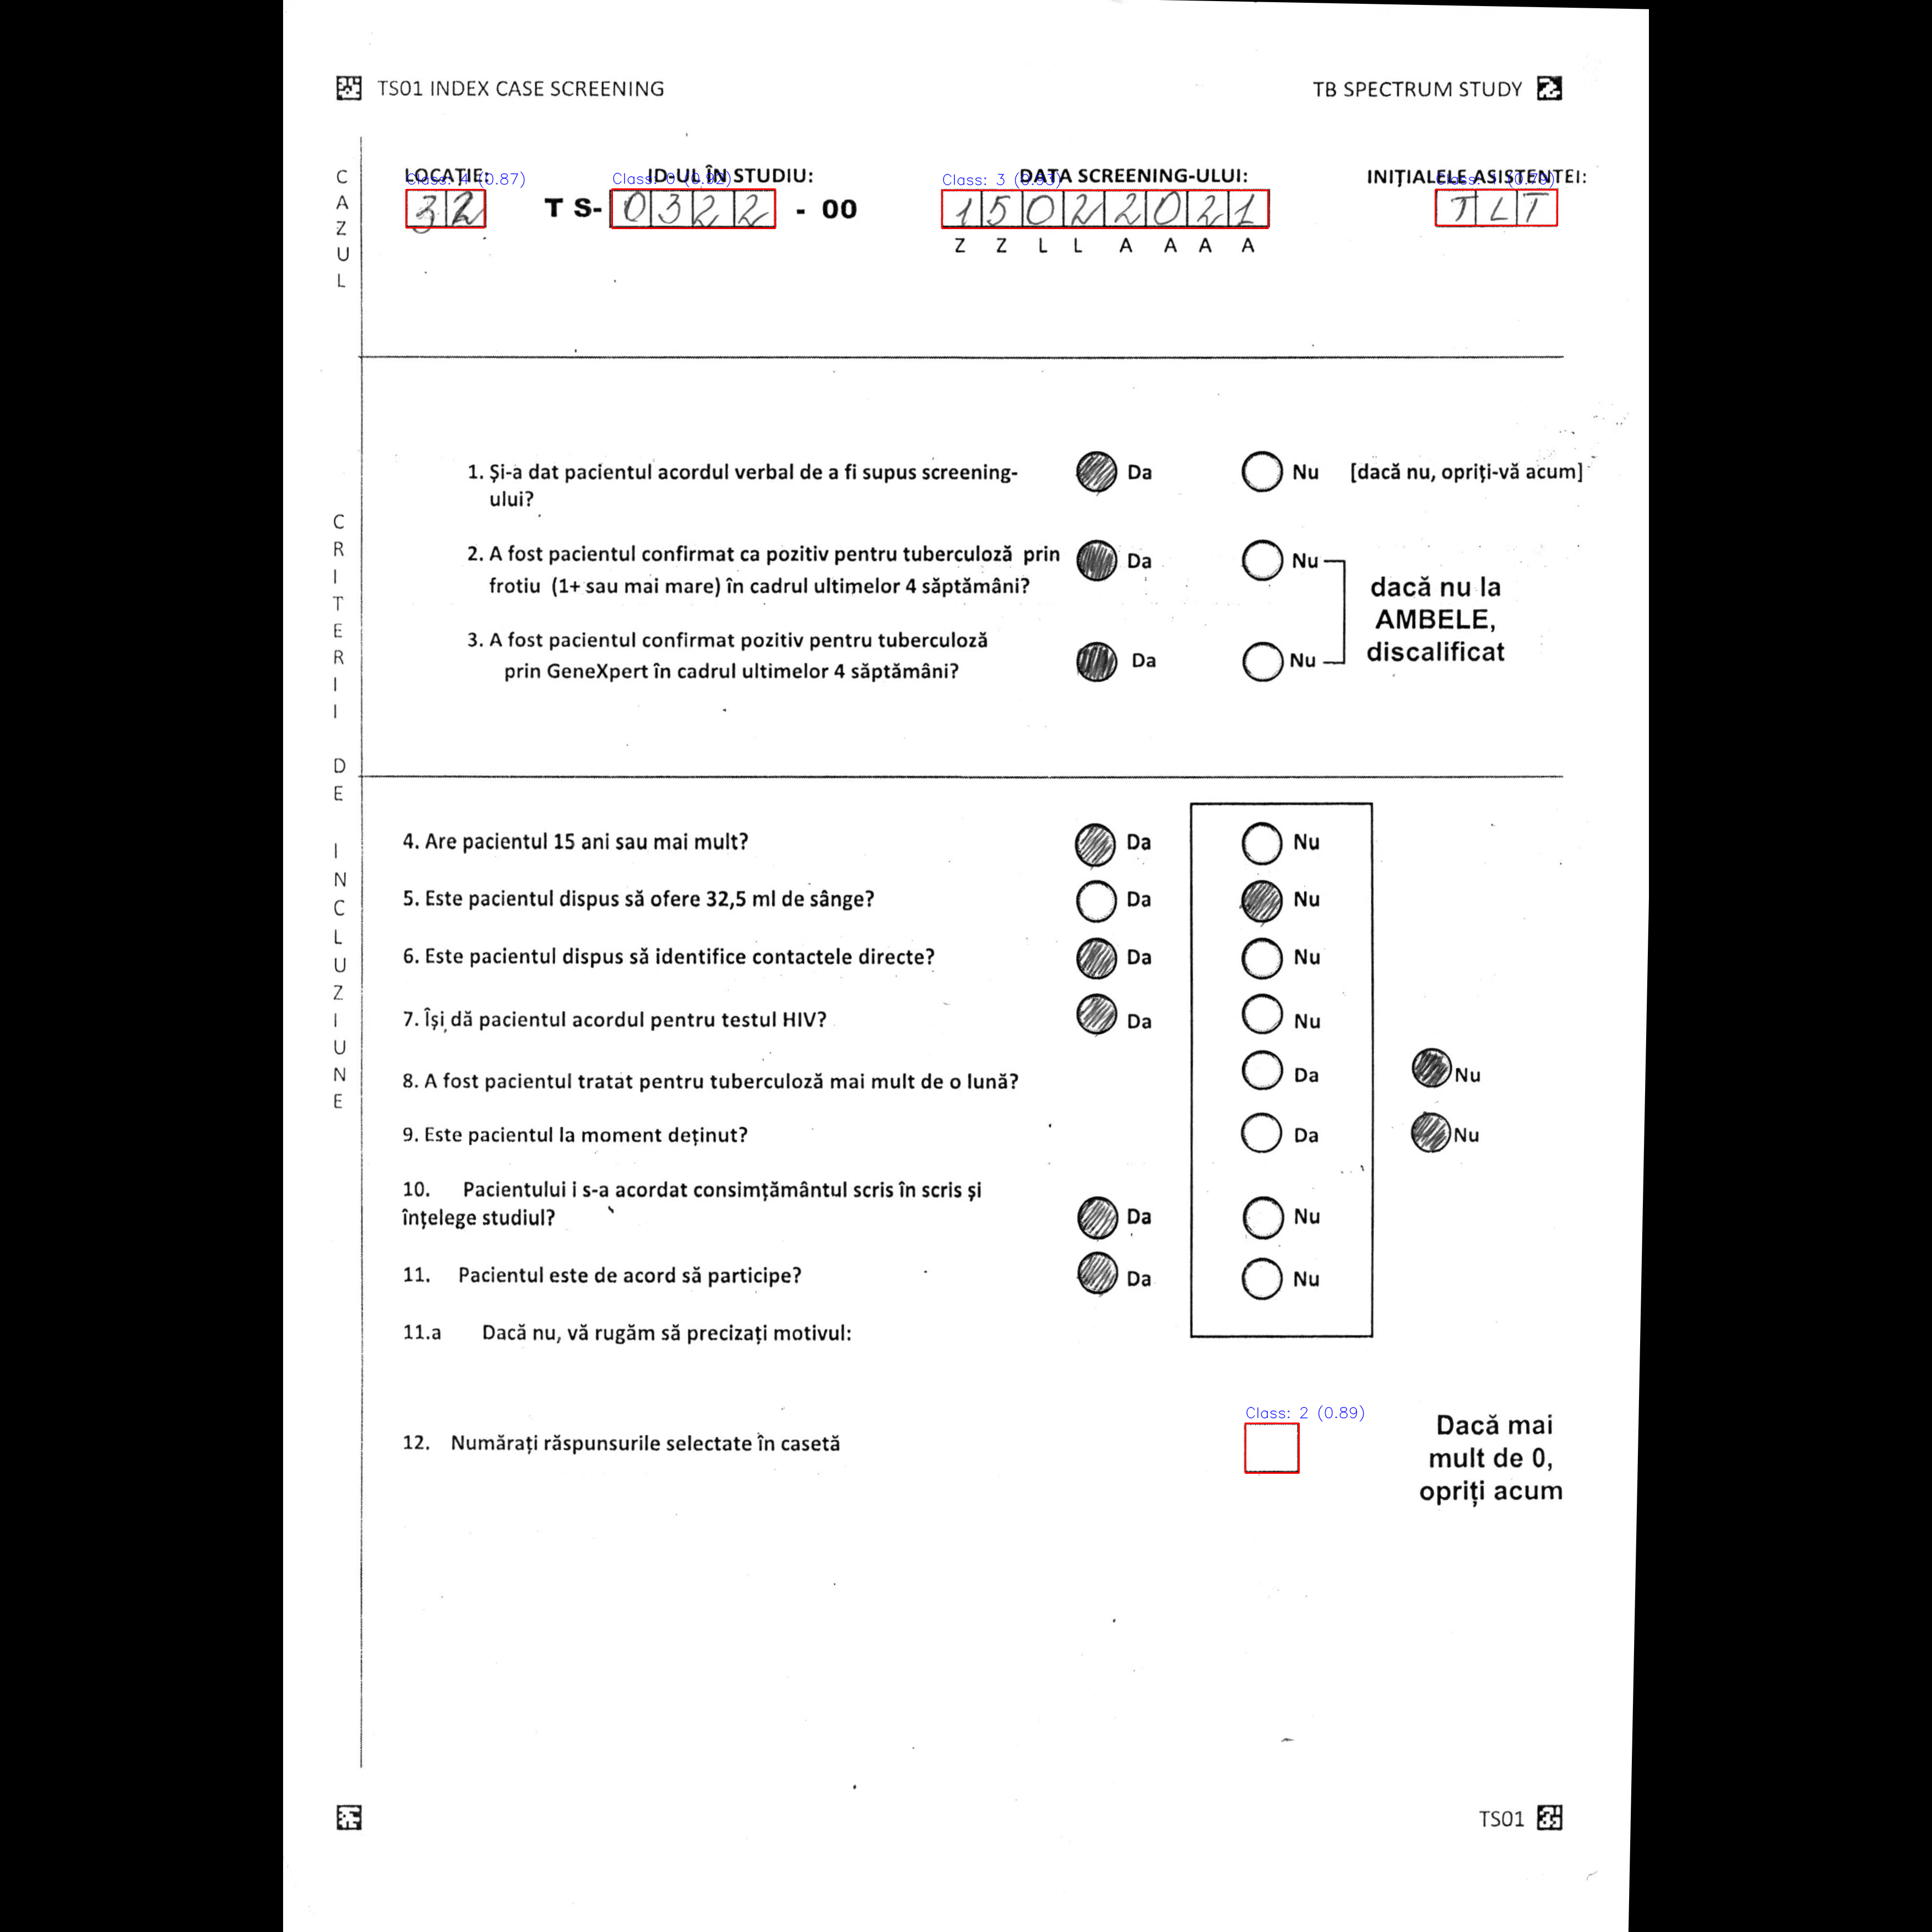 TS01 INDEX CASE SCREENING TB SPECTRUM STUDY
CAZUL
LOCAȚIE: ID-UL ÎN STUDIU: DATA SCREENING-ULUI: INIȚIALELE ASISTENTEI:
Class: 4 (0.87) Class: 3
32 TS- 0322 - 00 15022021 TLT
Z Z L L A A A A
CRITERII DE INCLUZIUNE
1. Și-a dat pacientul acordul verbal de a fi supus screening- Da Nu [dacă nu, opriți-vă acum]
ului?
2. A fost pacientul confirmat ca pozitiv pentru tuberculoză prin Da Nu
frotiu (1+ sau mai mare) în cadrul ultimelor 4 săptămâni?
dacă nu la
AMBELE,
discalificat
3. A fost pacientul confirmat pozitiv pentru tuberculoză
prin GeneXpert în cadrul ultimelor 4 săptămâni? Da Nu
4. Are pacientul 15 ani sau mai mult? Da Nu
5. Este pacientul dispus să ofere 32,5 ml de sânge? Da Nu
6. Este pacientul dispus să identifice contactele directe? Da Nu
7. Își dă pacientul acordul pentru testul HIV? Da Nu
8. A fost pacientul tratat pentru tuberculoză mai mult de o lună? Da Nu
9. Este pacientul la moment deținut? Da Nu
10. Pacientului i s-a acordat consimțământul scris în scris și
înțelege studiul? Da Nu
11. Pacientul este de acord să participe? Da Nu
11.a Dacă nu, vă rugăm să precizați motivul:
Class: 2 (0.89)
12. Numărați răspunsurile selectate în casetă
Dacă mai
mult de 0,
opriți acum
TS01